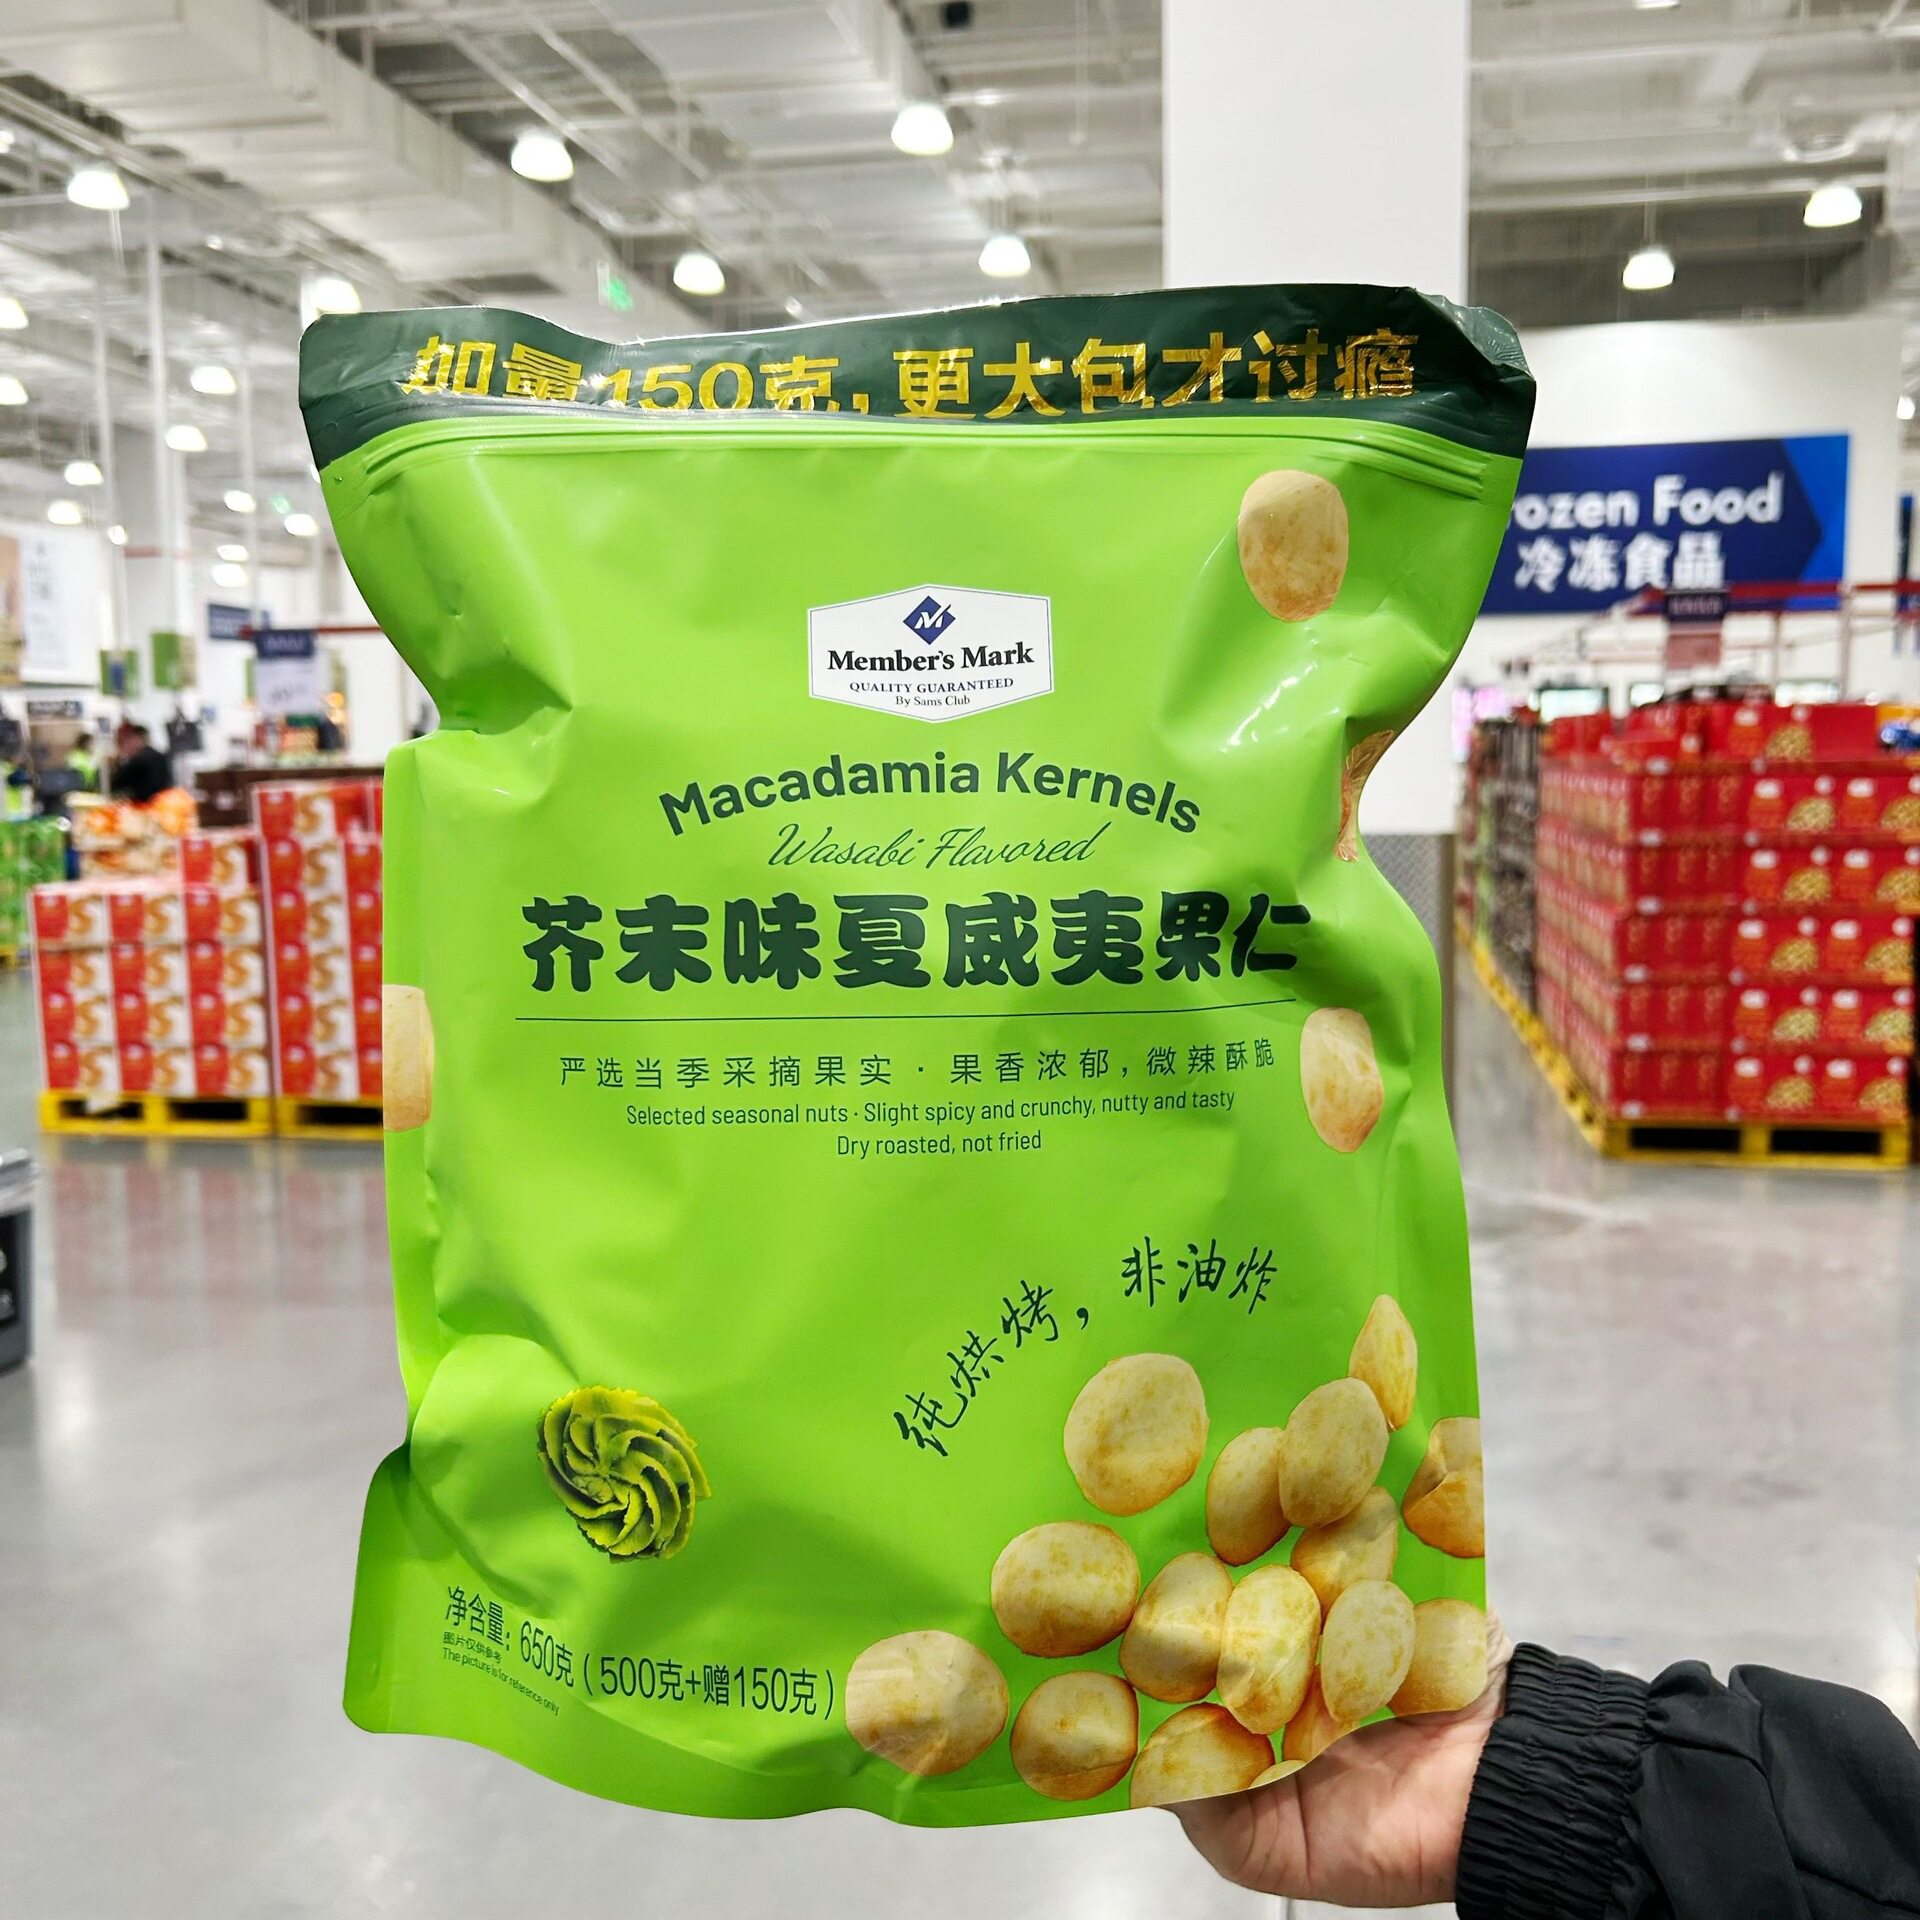 加量150克，更大包才过瘾
rozen Food
冷冻食品
Member's Mark
QUALITY GUARANTEED
By Sam's Club
Macadamia Kernels
Wasabi Flavored
芥末味夏威夷果仁
严选当季采摘果实·果香浓郁，微辣酥脆
Selected seasonal nuts · Slight spicy and crunchy, nutty and tasty
Dry roasted, not fried
纯烘烤，非油炸
净含量：650克（500克+赠150克）
图片仅供参考
The picture is for reference only